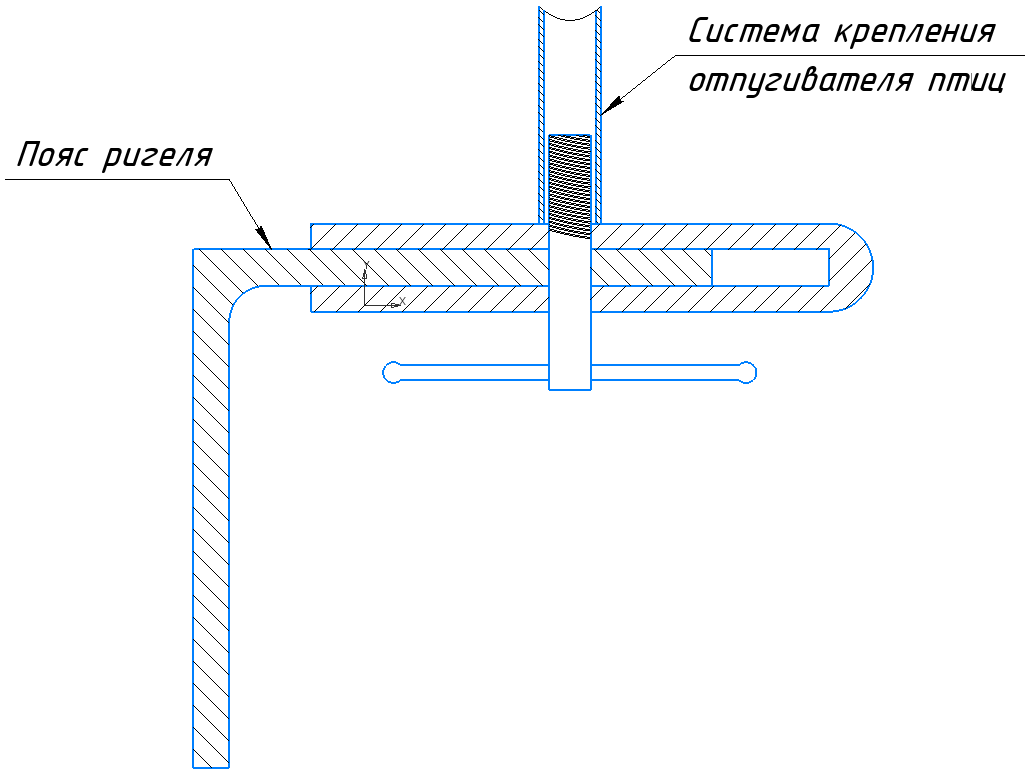 Система крепления
отпугивателя птиц
Пояс ригеля
Y
X